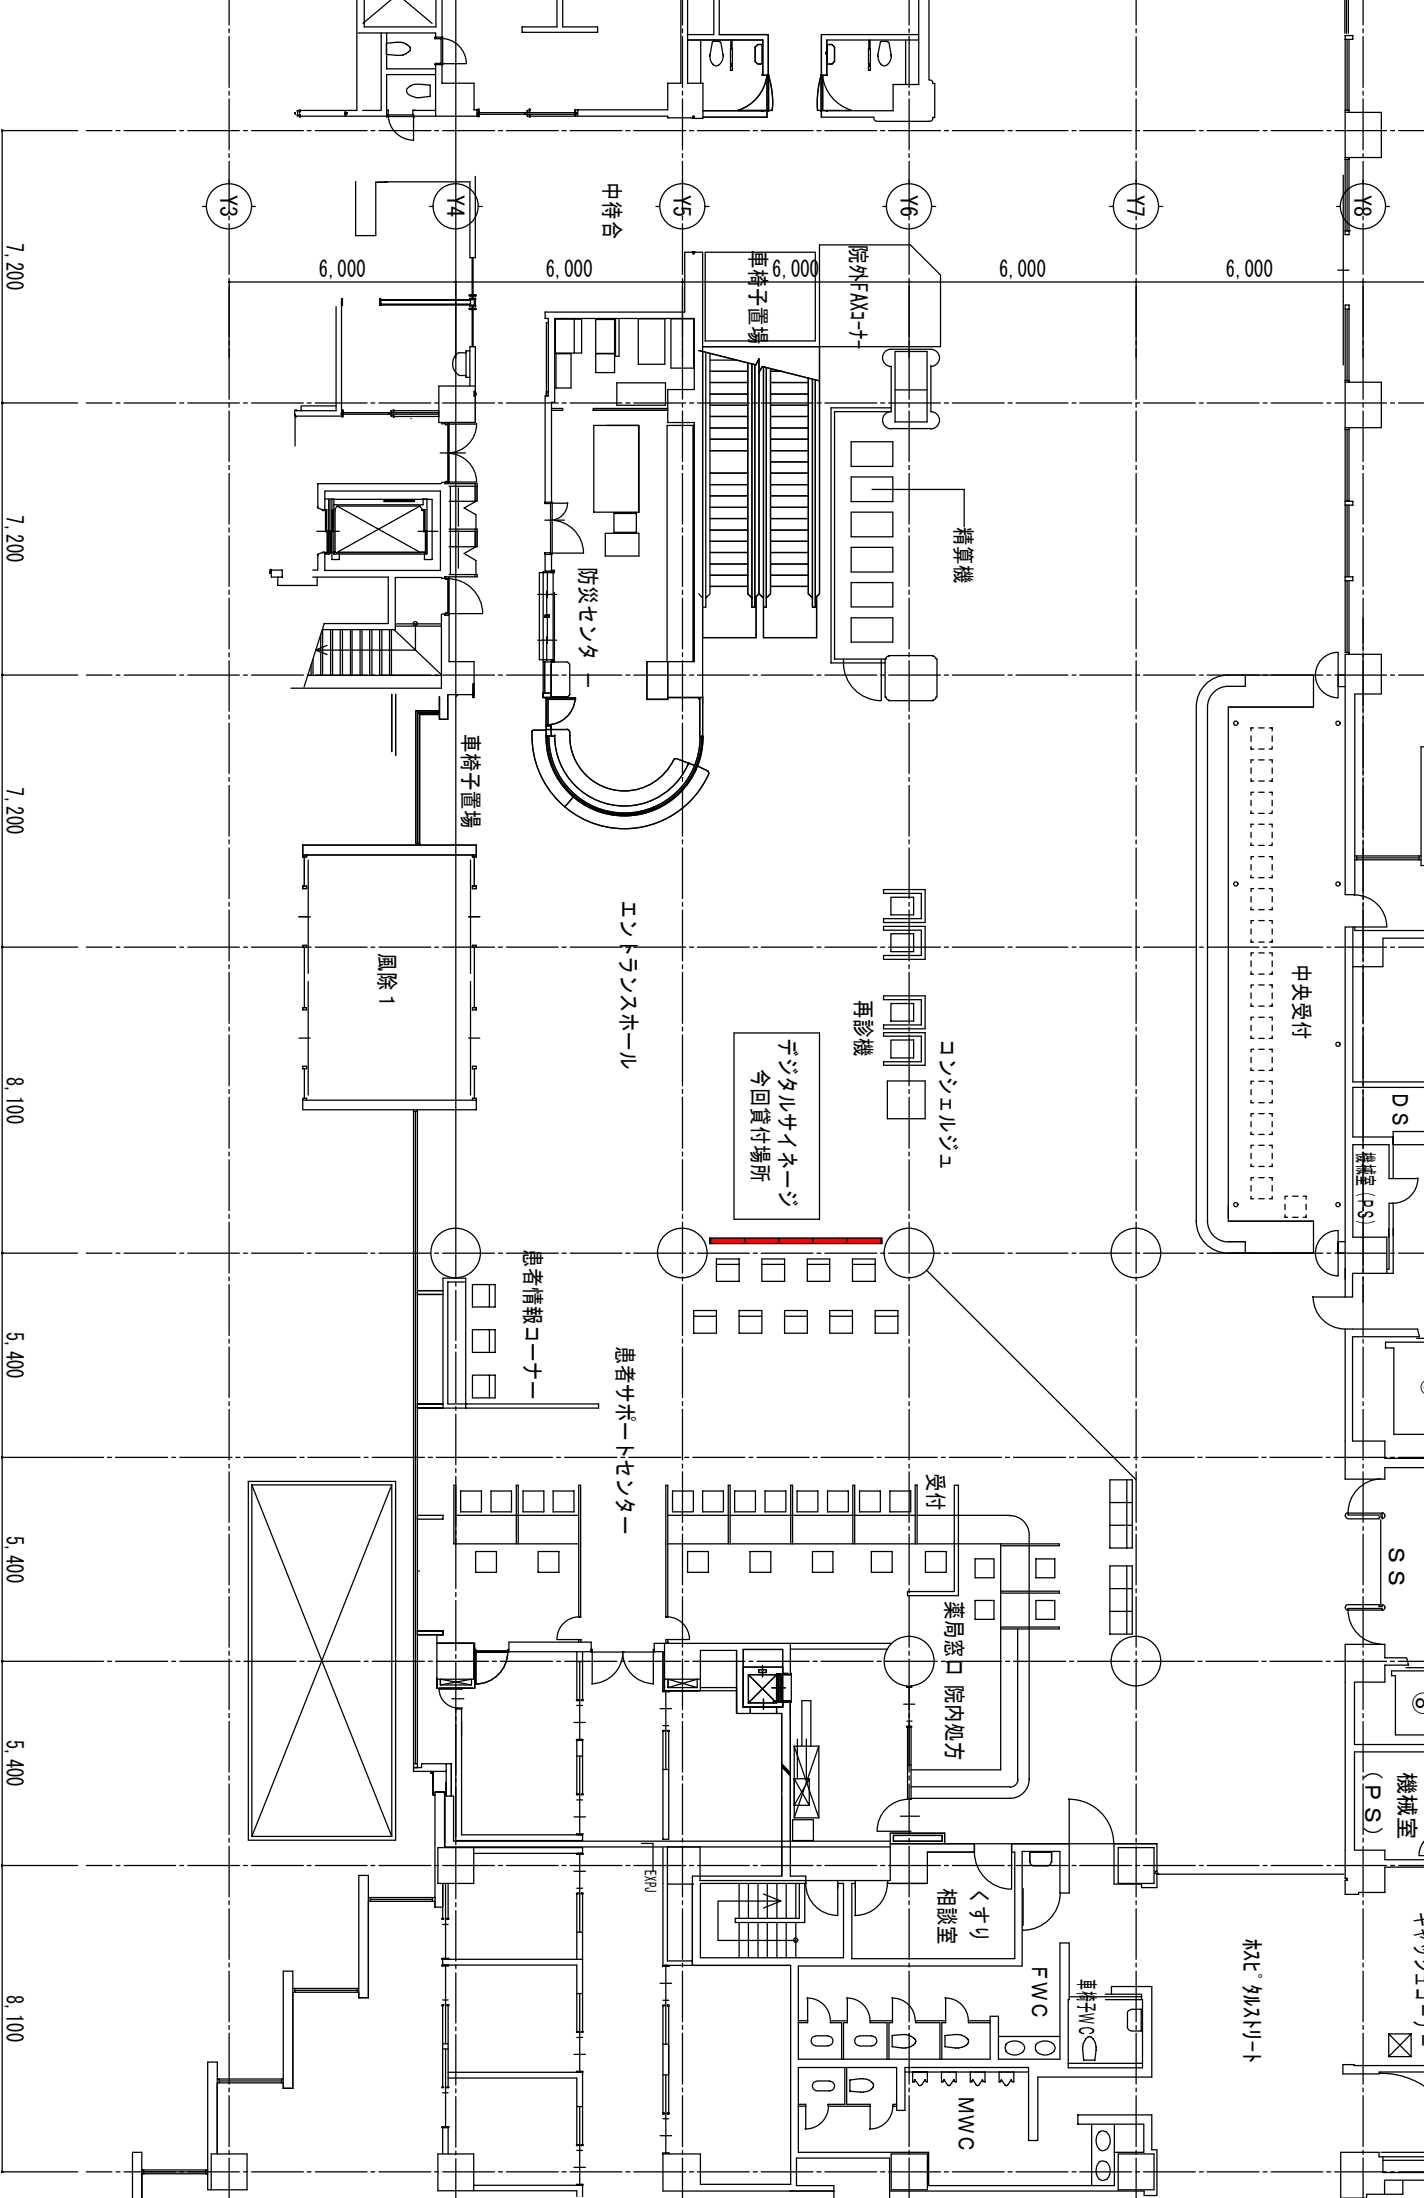 Y3
Y4
Y5
Y6
Y7
Y8
中待合
6,000
6,000
6,000
6,000
6,000
7,200
7,200
7,200
8,100
5,400
5,400
5,400
8,100
車椅子置場
院外FAXコーナー
精算機
防災センター
車椅子置場
エントランスホール
風除1
中央受付
再診機
コンシェルジュ
デジタルサイネージ
今回貸付場所
DS
機械室(PS)
患者情報コーナー
患者サポートセンター
受付
SS
薬局窓口 院内処方
機械室
(PS)
EXPJ
くすり
相談室
FWC
車椅子WC
MWC
ホスピタルストリート